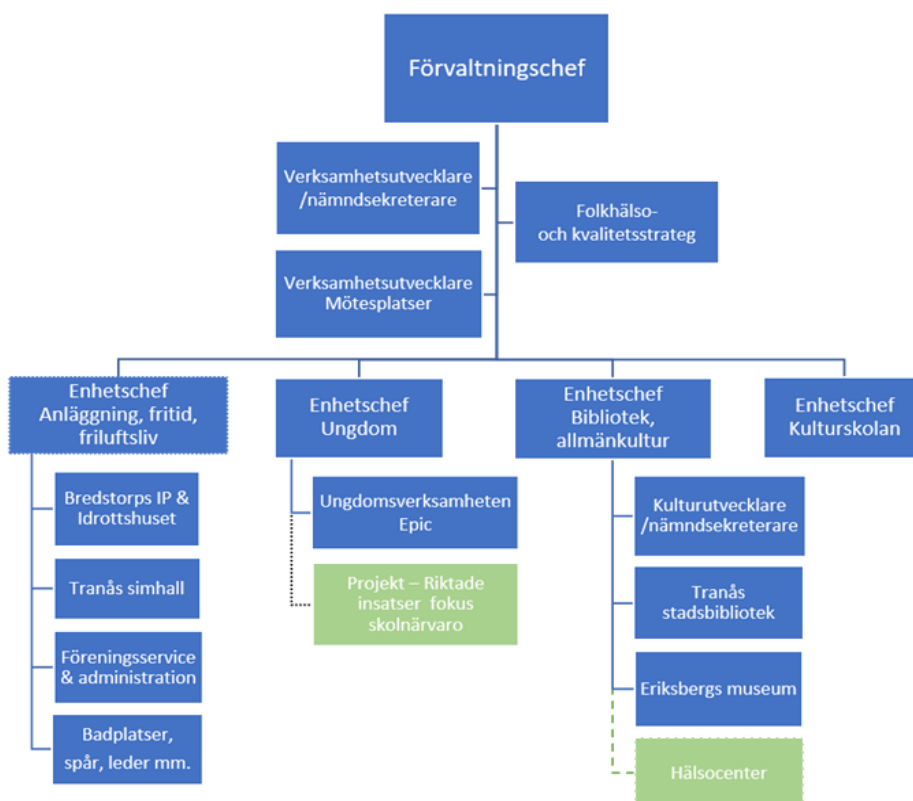 Förvaltningschef
Verksamhetsutvecklare
/nämndsekreterare
Folkhälso-
och kvalitetsstrateg
Verksamhetsutvecklare
Mötesplatser
Enhetschef
Anläggning, fritid,
friluftsliv
Enhetschef
Ungdom
Enhetschef
Bibliotek,
allmänkultur
Enhetschef
Kulturskolan
Bredstorps IP &
Idrottshuset
Tranås simhall
Föreningsservice
& administration
Badplatser,
spår, leder mm.
Ungdomsverksamheten
Epic
Projekt – Riktade
insatser fokus
skolnärvaro
Kulturutvecklare
/nämndsekreterare
Tranås
stadsbibliotek
Eriksbergs museum
Hälsocenter